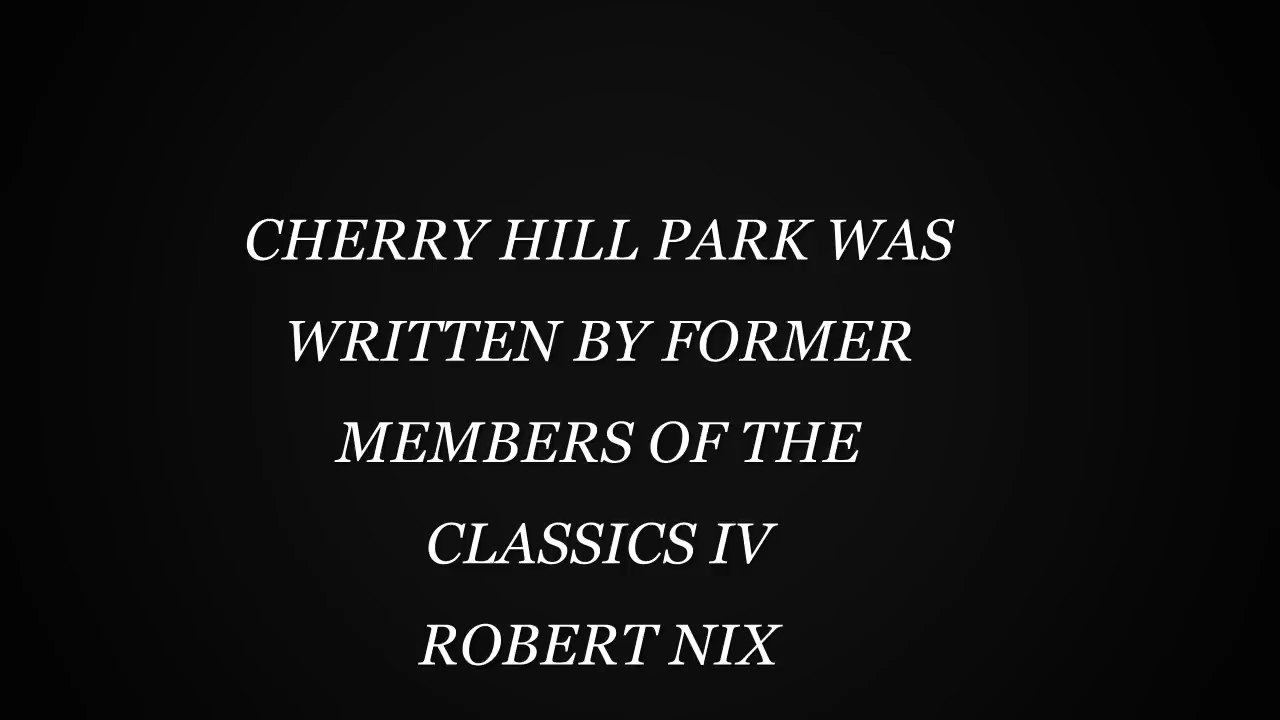 CHERRY HILL PARK WAS
WRITTEN BY FORMER
MEMBERS OF THE
CLASSICS IV
ROBERT NIX